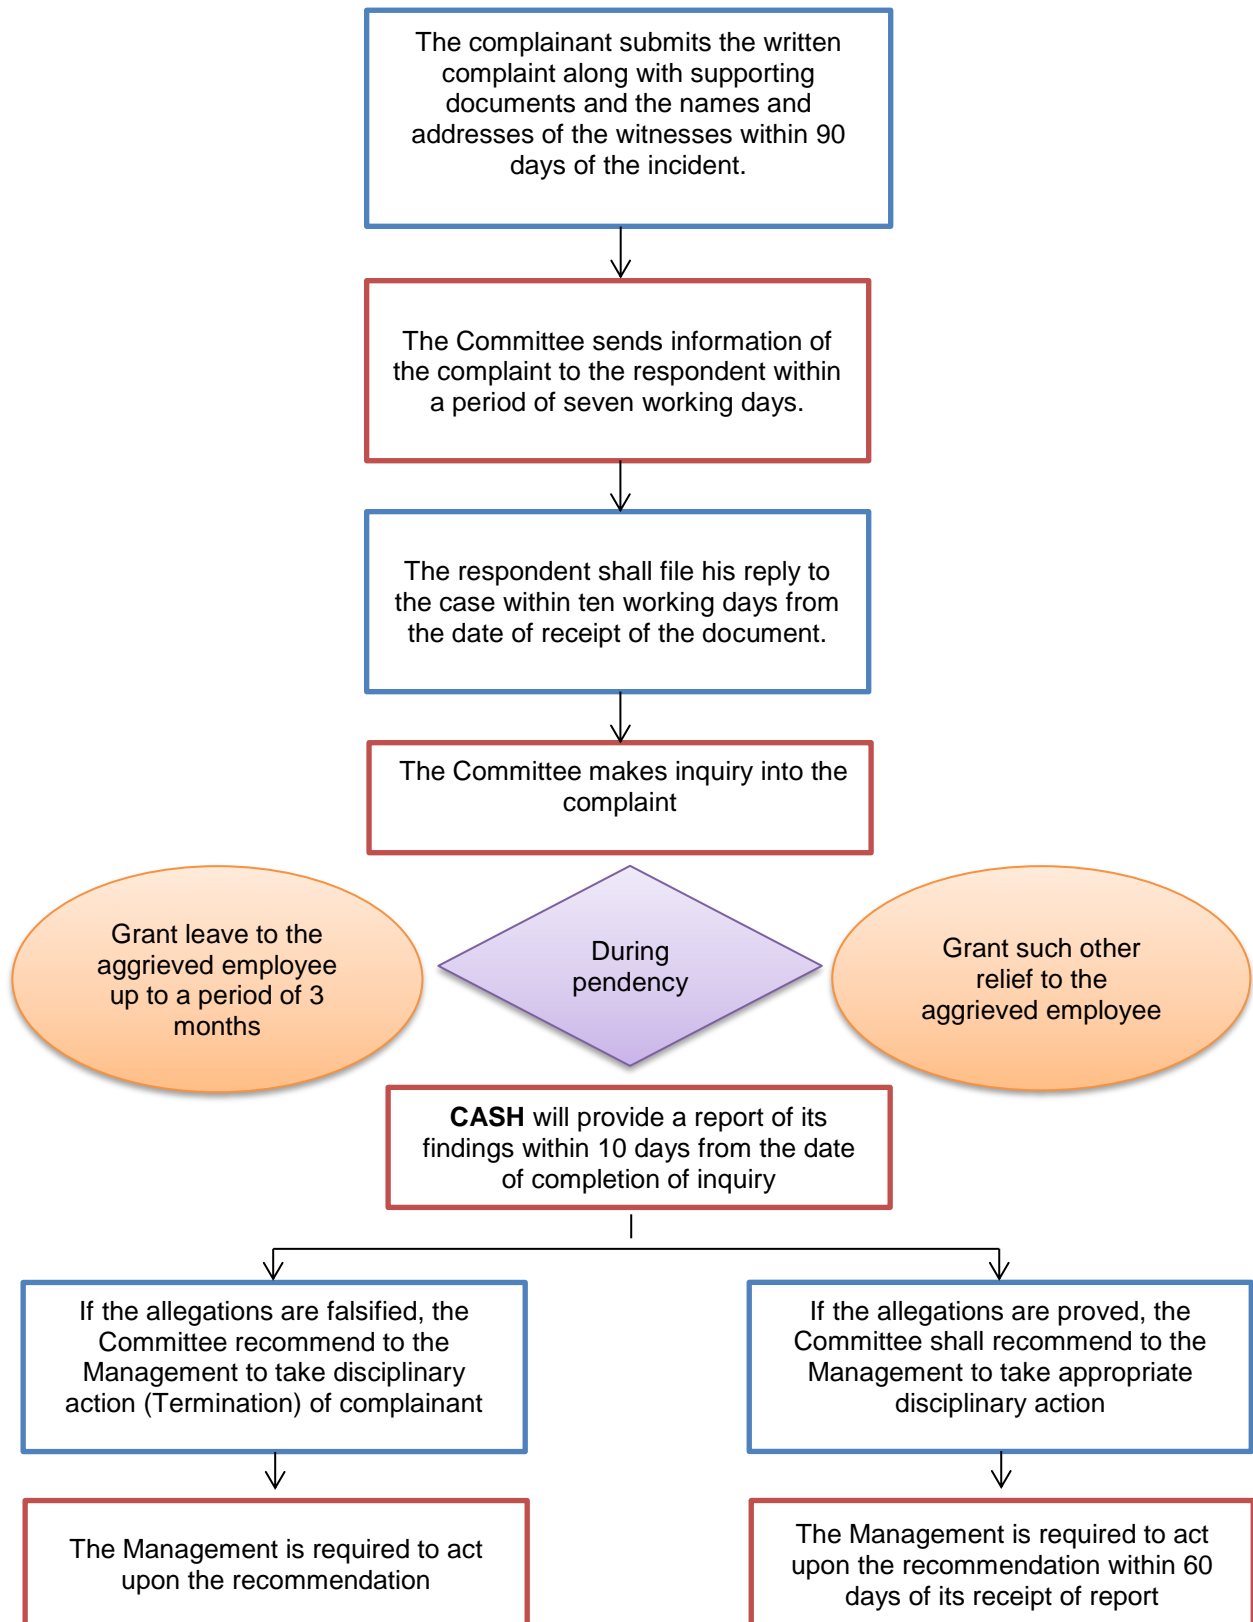 The complainant submits the written
complaint along with supporting
documents and the names and
addresses of the witnesses within 90
days of the incident.
The Committee sends information of
the complaint to the respondent within
a period of seven working days.
The respondent shall file his reply to
the case within ten working days from
the date of receipt of the document.
The Committee makes inquiry into the
complaint
Grant leave to the
aggrieved employee
up to a period of 3
months
During
pendency
Grant such other
relief to the
aggrieved employee
CASH will provide a report of its
findings within 10 days from the date
of completion of inquiry
If the allegations are falsified, the
Committee recommend to the
Management to take disciplinary
action (Termination) of complainant
If the allegations are proved, the
Committee shall recommend to the
Management to take appropriate
disciplinary action
The Management is required to act
upon the recommendation
The Management is required to act
upon the recommendation within 60
days of its receipt of report